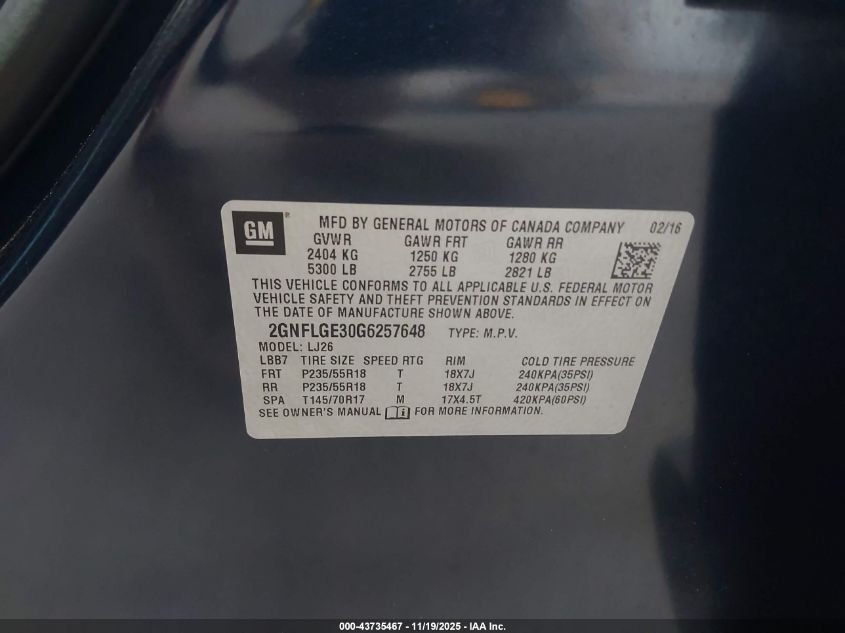 GM
MFD BY GENERAL MOTORS OF CANADA COMPANY 02/16
GVWR GAWR FRT GAWR RR
2404 KG 1250 KG 1280 KG
5300 LB 2755 LB 2821 LB
THIS VEHICLE CONFORMS TO ALL APPLICABLE U.S. FEDERAL MOTOR
VEHICLE SAFETY AND THEFT PREVENTION STANDARDS IN EFFECT ON
THE DATE OF MANUFACTURE SHOWN ABOVE.
2GNFLGE30G6257648 TYPE: M.P.V.
MODEL: LJ26
LBB7 TIRE SIZE SPEED RTG RIM COLD TIRE PRESSURE
FRT P235/55R18 T 18X7J 240KPA(35PSI)
RR P235/55R18 T 18X7J 240KPA(35PSI)
SPA T145/70R17 M 17X4.5T 420KPA(60PSI)
SEE OWNER'S MANUAL FOR MORE INFORMATION.
000-43735467 - 11/19/2025 - IAA Inc.